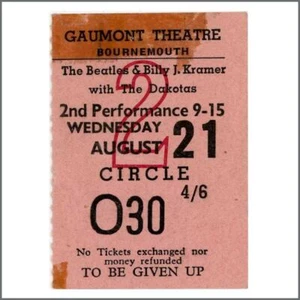 GAUMONT THEATRE
BOURNEMOUTH
The Beatles & Billy J. Kramer
with The Dakotas
2nd Performance 9-15
WEDNESDAY
AUGUST 21
2
CIRCLE
4/6
O30
No Tickets exchanged nor
money refunded
TO BE GIVEN UP